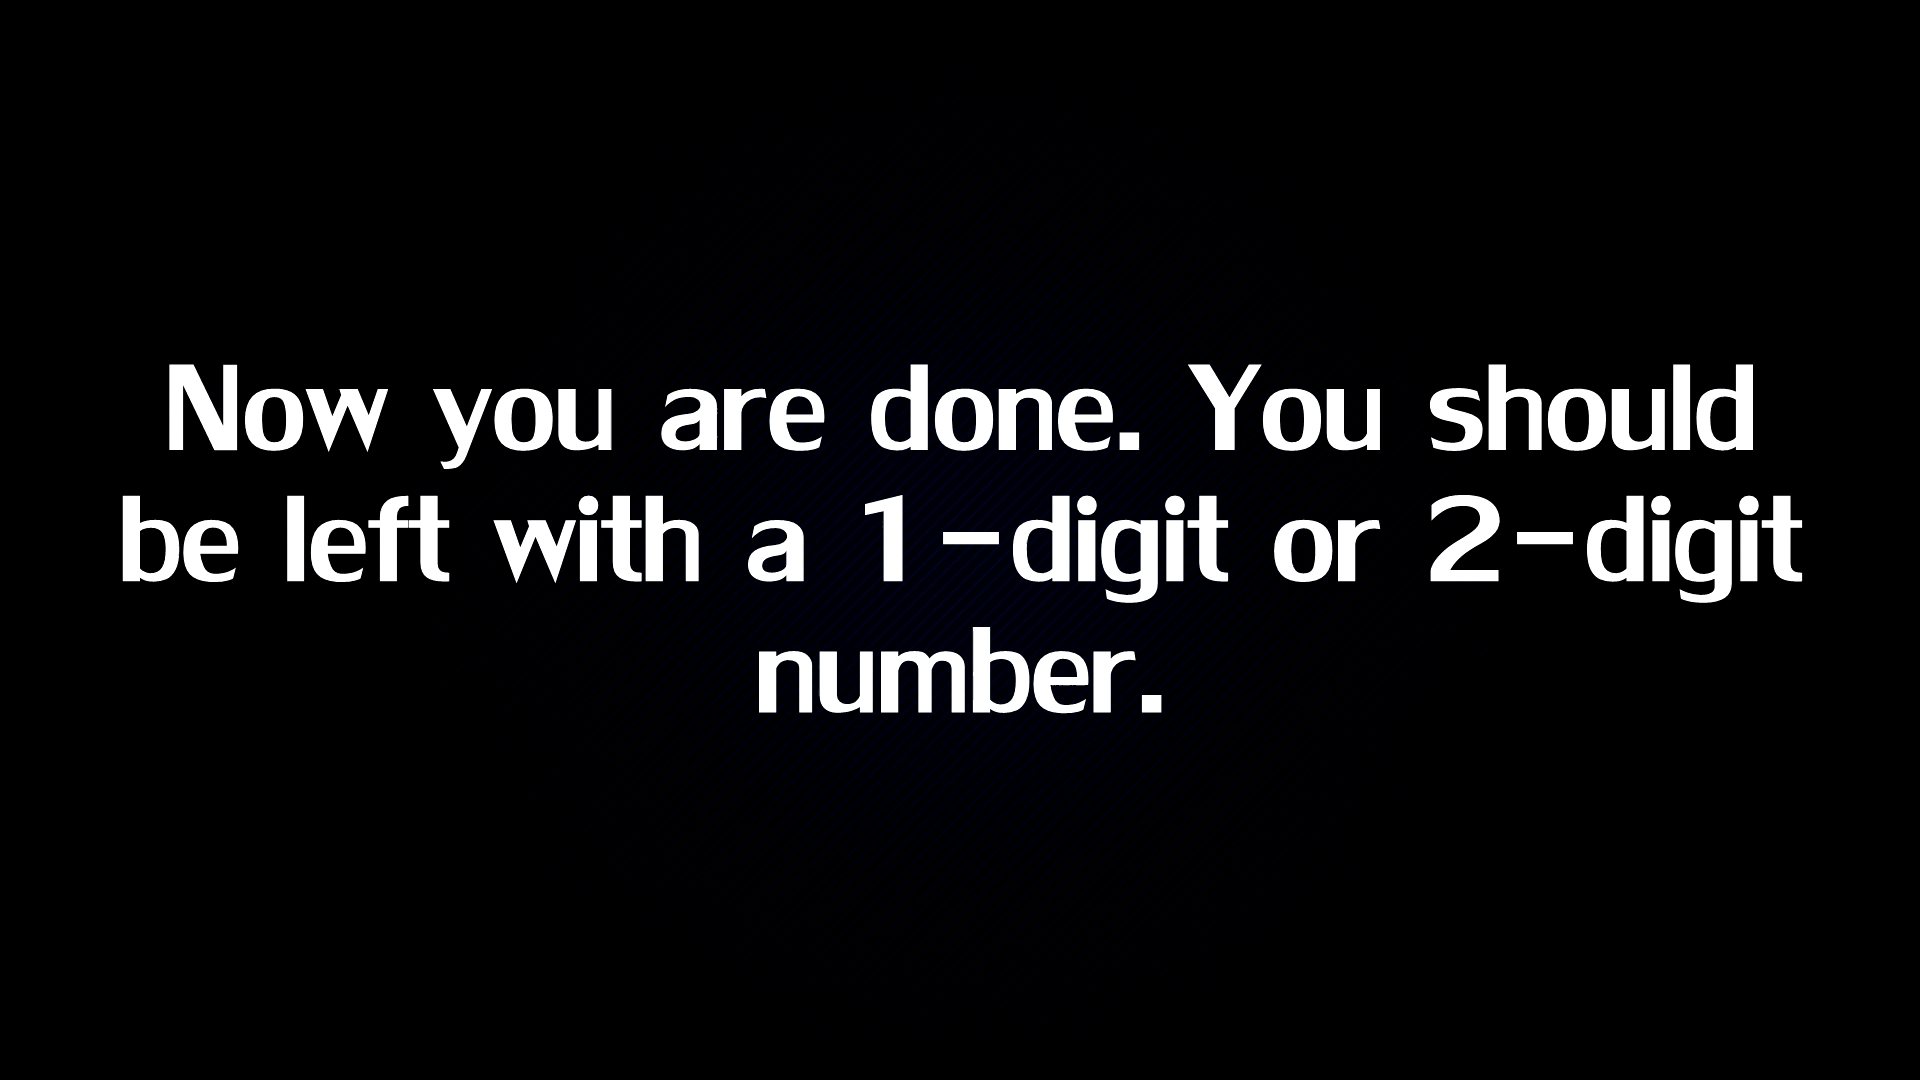 Now you are done. You should
be left with a 1-digit or 2-digit
number.